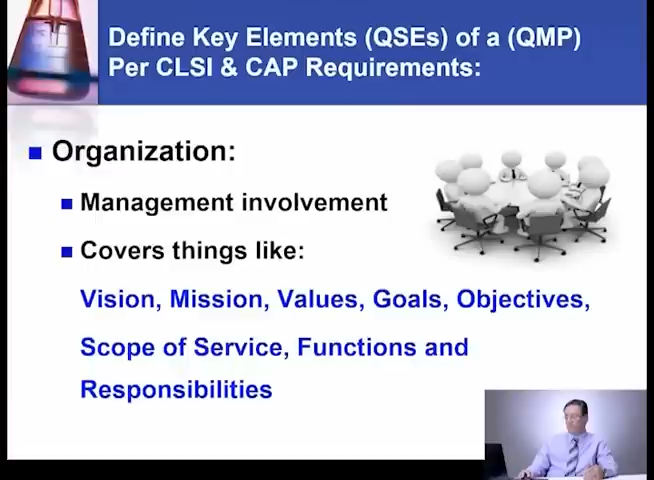 Define Key Elements (QSEs) of a (QMP)
Per CLSI & CAP Requirements:
Organization:
Management involvement
Covers things like:
Vision, Mission, Values, Goals, Objectives,
Scope of Service, Functions and
Responsibilities